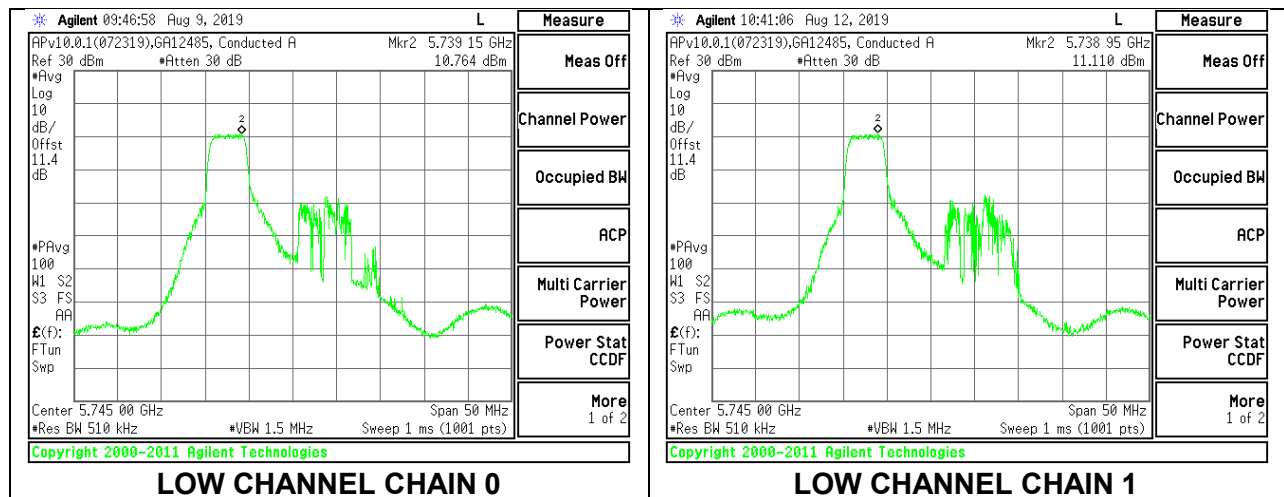 Agilent 09:46:58 Aug 9, 2019 L Measure
APv10.0.1(072319),GA12485, Conducted A Mkr2 5.739 15 GHz
Ref 30 dBm #Atten 30 dB 10.764 dBm
#Avg
Log
10
dB/
Offst
11.4
dB
#PAvg
100
W1 S2
S3 FS
AA
£(f):
FTun
Swp
2
Center 5.745 00 GHz Span 50 MHz
#Res BW 510 kHz #VBW 1.5 MHz Sweep 1 ms (1001 pts)
Copyright 2000-2011 Agilent Technologies
Meas Off
Channel Power
Occupied BW
ACP
Multi Carrier
Power
Power Stat
CCDF
More
1 of 2
LOW CHANNEL CHAIN 0
Agilent 10:41:06 Aug 12, 2019 L Measure
APv10.0.1(072319),GA12485, Conducted A Mkr2 5.738 95 GHz
Ref 30 dBm #Atten 30 dB 11.110 dBm
#Avg
Log
10
dB/
Offst
11.4
dB
#PAvg
100
W1 S2
S3 FS
AA
£(f):
FTun
Swp
2
Center 5.745 00 GHz Span 50 MHz
#Res BW 510 kHz #VBW 1.5 MHz Sweep 1 ms (1001 pts)
Copyright 2000-2011 Agilent Technologies
Meas Off
Channel Power
Occupied BW
ACP
Multi Carrier
Power
Power Stat
CCDF
More
1 of 2
LOW CHANNEL CHAIN 1